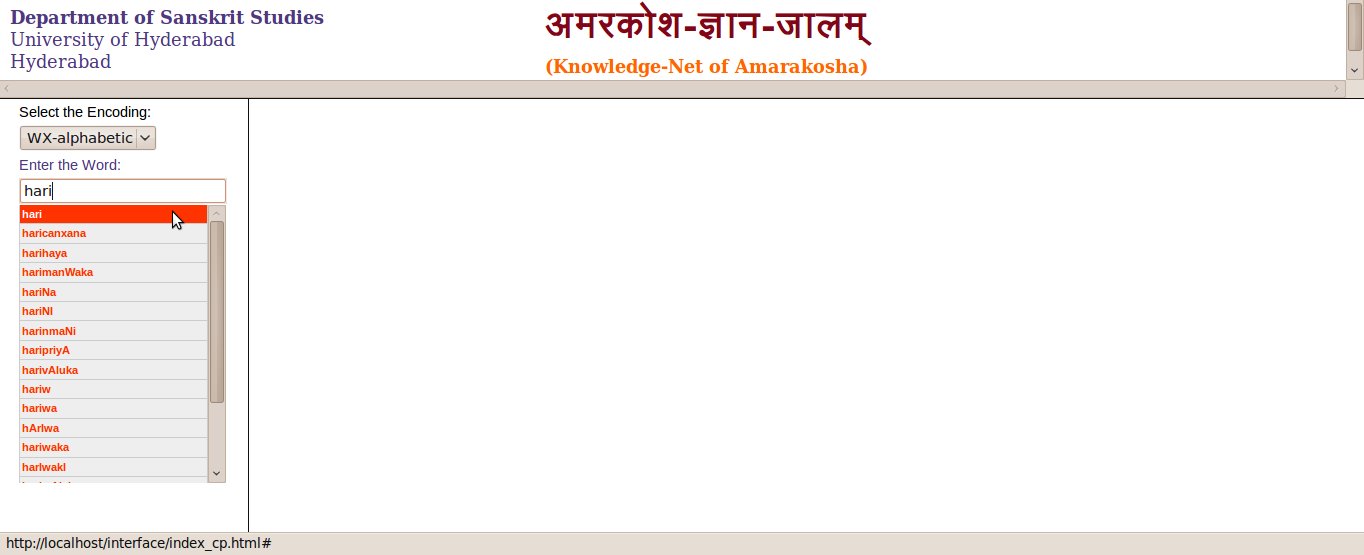 Department of Sanskrit Studies
University of Hyderabad
Hyderabad
अमरकोश-ज्ञान-जालम्
(Knowledge-Net of Amarakosha)
Select the Encoding:
WX-alphabetic
Enter the Word:
hari
hari
haricanxana
harihaya
harimanWaka
hariNa
hariNI
harinmaNi
haripriyA
harivAluka
hariw
hariwa
hArIwa
hariwaka
harIwakI
http://localhost/interface/index_cp.html#